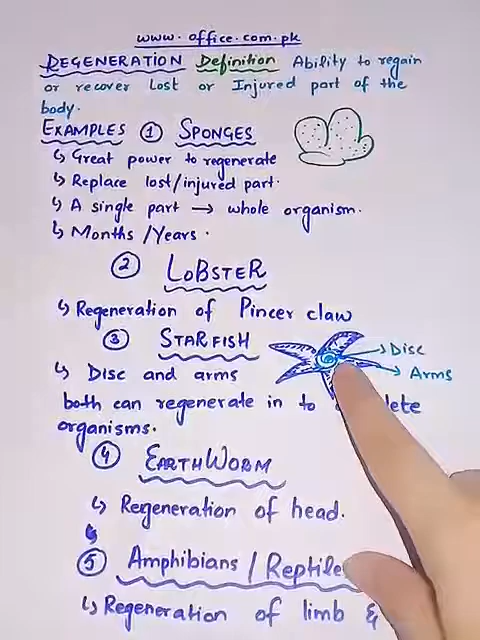 www.office.com.pk
REGENERATION Definition Ability to regain
or recover Lost or Injured part of the
body.
EXAMPLES ① SPONGES
↳ Great power to regenerate
↳ Replace lost/injured part.
↳ A single part → whole organism.
↳ Months/Years.
② LOBSTER
↳ Regeneration of Pincer claw
③ STARFISH
→ Disc
→ Arms
↳ Disc and arms
both can regenerate in to
organisms.
④ EARTHWORM
↳ Regeneration of head.
⑤ Amphibians / Reptile
↳ Regeneration of limb &